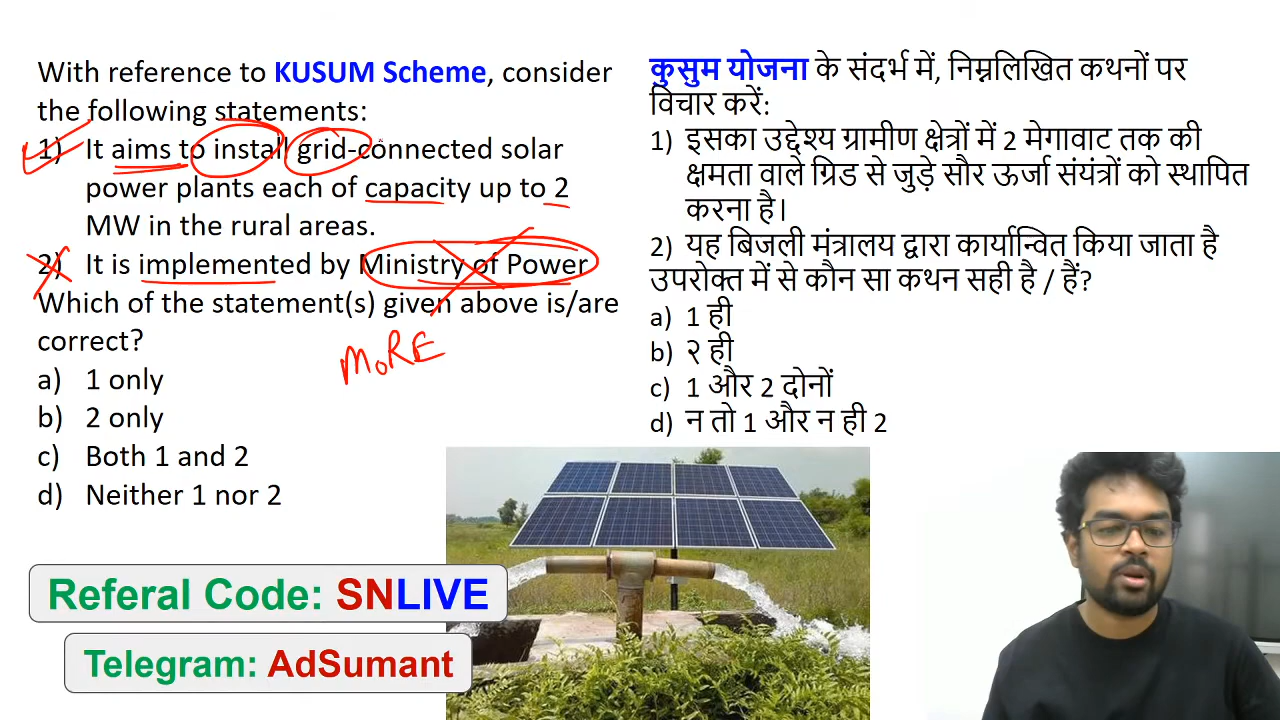 With reference to KUSUM Scheme, consider
the following statements:
1) It aims to install grid-connected solar
power plants each of capacity up to 2
MW in the rural areas.
2) It is implemented by Ministry of Power
Which of the statement(s) given above is/are
correct?
MoRE
a) 1 only
b) 2 only
c) Both 1 and 2
d) Neither 1 nor 2
कुसुम योजना के संदर्भ में, निम्नलिखित कथनों पर
विचार करें:
1) इसका उद्देश्य ग्रामीण क्षेत्रों में 2 मेगावाट तक की
क्षमता वाले ग्रिड से जुड़े सौर ऊर्जा संयंत्रों को स्थापित
करना है।
2) यह बिजली मंत्रालय द्वारा कार्यान्वित किया जाता है
उपरोक्त में से कौन सा कथन सही है / हैं?
a) 1 ही
b) २ ही
c) 1 और 2 दोनों
d) न तो 1 और न ही 2
Referal Code: SNLIVE
Telegram: AdSumant